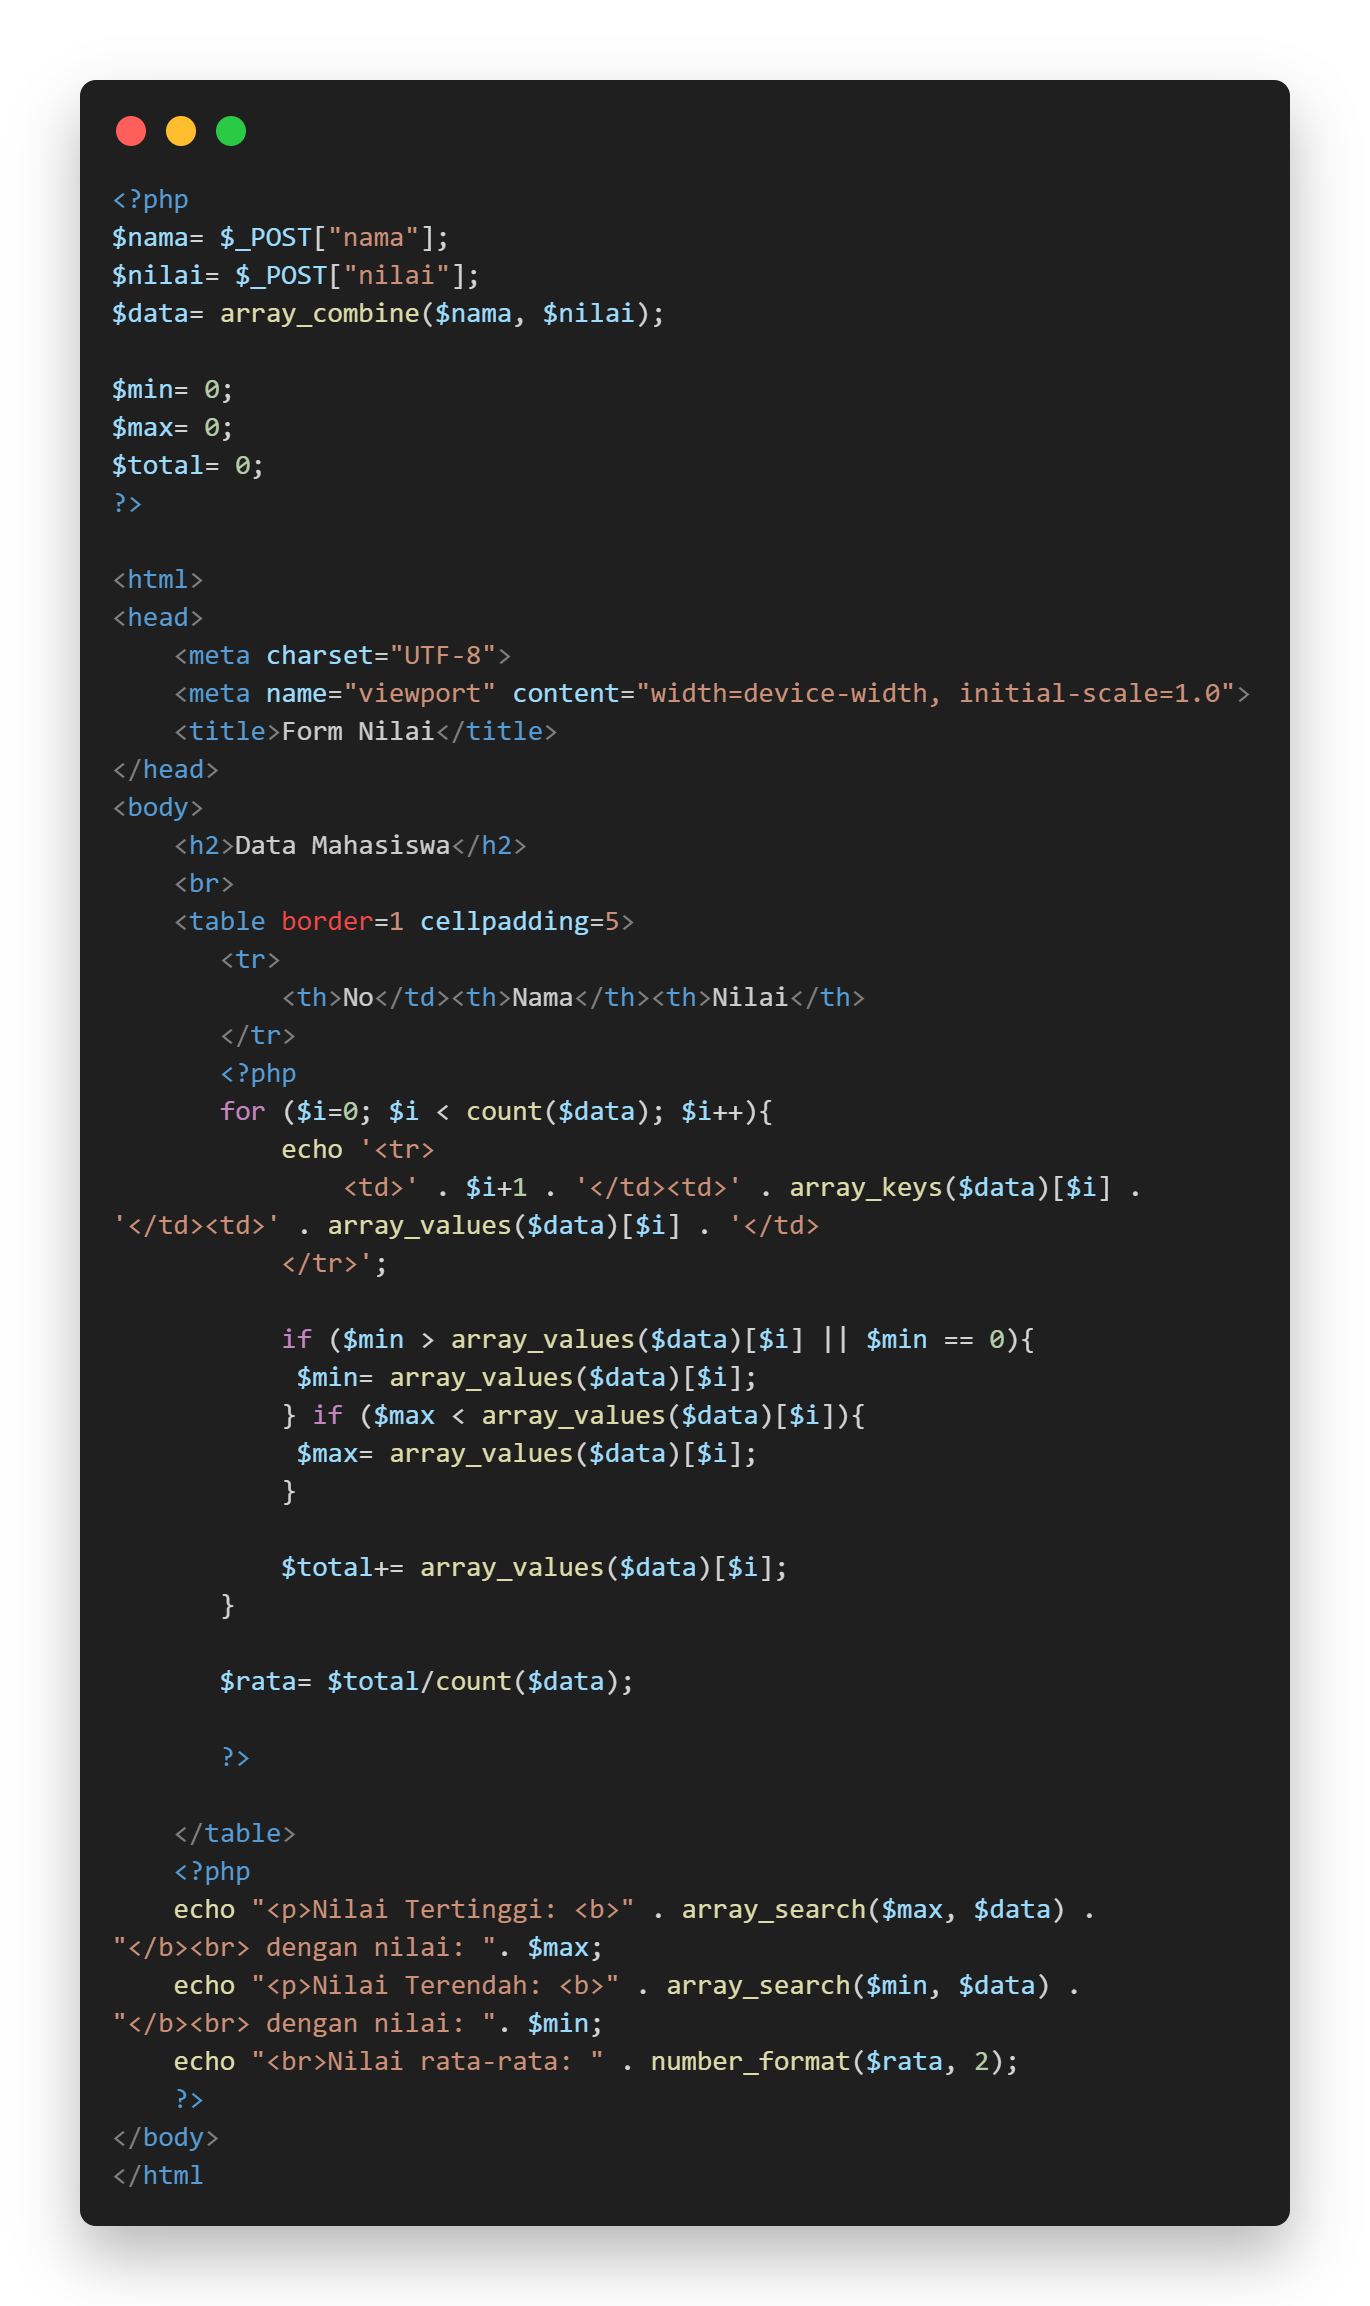 <?php
$nama= $_POST["nama"];
$nilai= $_POST["nilai"];
$data= array_combine($nama, $nilai);

$min= 0;
$max= 0;
$total= 0;
?>

<html>
<head>
    <meta charset="UTF-8">
    <meta name="viewport" content="width=device-width, initial-scale=1.0">
    <title>Form Nilai</title>
</head>
<body>
    <h2>Data Mahasiswa</h2>
    <br>
    <table border=1 cellpadding=5>
       <tr>
           <th>No</td><th>Nama</th><th>Nilai</th>
       </tr>
       <?php
       for ($i=0; $i < count($data); $i++){
           echo '<tr>
               <td>' . $i+1 . '</td><td>' . array_keys($data)[$i] .
'</td><td>' . array_values($data)[$i] . '</td>
           </tr>';

           if ($min > array_values($data)[$i] || $min == 0){
            $min= array_values($data)[$i];
           } if ($max < array_values($data)[$i]){
            $max= array_values($data)[$i];
           }

           $total+= array_values($data)[$i];
       }

       $rata= $total/count($data);

       ?>

    </table>
    <?php
    echo "<p>Nilai Tertinggi: <b>" . array_search($max, $data) .
"</b><br> dengan nilai: ". $max;
    echo "<p>Nilai Terendah: <b>" . array_search($min, $data) .
"</b><br> dengan nilai: ". $min;
    echo "<br>Nilai rata-rata: " . number_format($rata, 2);
    ?>
</body>
</html